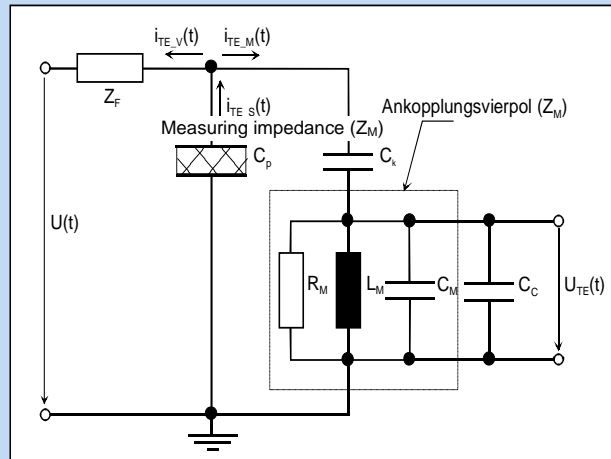 i_TE_V(t) i_TE_M(t)
Z_F
i_TE_S(t)
Ankopplungsvierpol (Z_M)
Measuring impedance (Z_M)
C_p C_k
U(t)
R_M L_M C_M C_C U_TE(t)